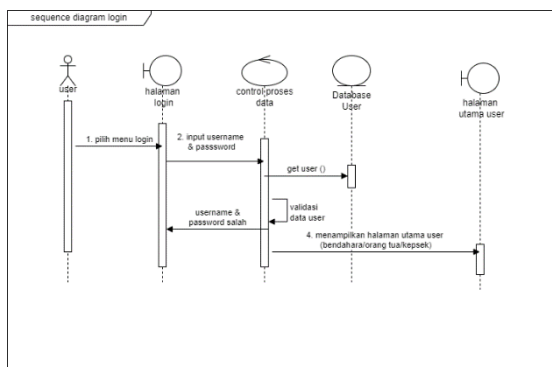 sequence diagram login
user
halaman
login
control proses
data
Database
User
halaman
utama user
1. pilih menu login
2. input username
& passsword
get user ()
validasi
data user
username &
password salah
4. menampilkan halaman utama user
(bendahara/orang tua/kepsek)